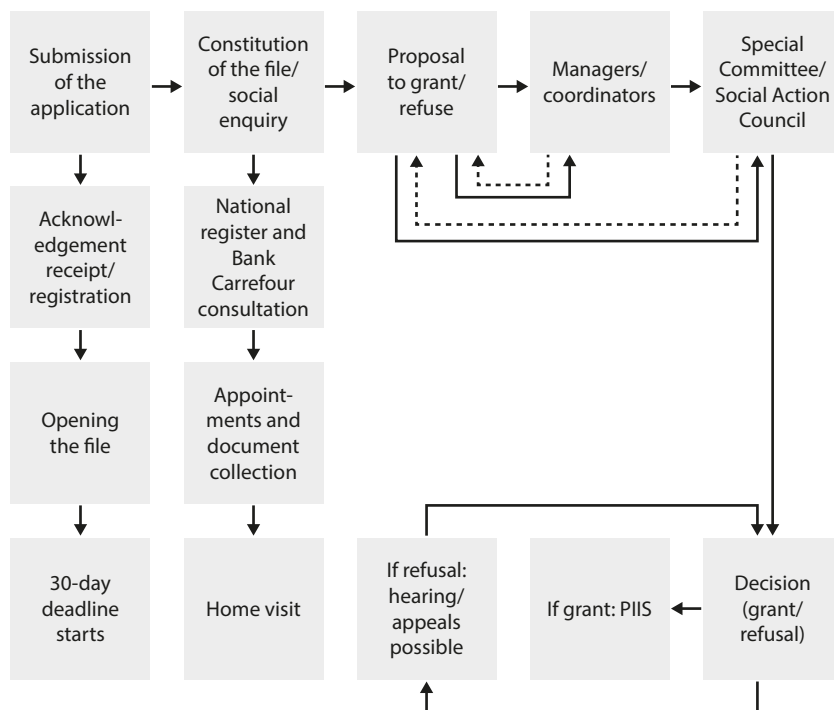 Submission
of the
application
Constitution
of the file/
social
enquiry
Proposal
to grant/
refuse
Managers/
coordinators
Special
Committee/
Social Action
Council
Acknowl-
edgement
receipt/
registration
National
register and
Bank
Carrefour
consultation
Opening
the file
Appoint-
ments and
document
collection
30-day
deadline
starts
Home visit
If refusal:
hearing/
appeals
possible
If grant: PIIS
Decision
(grant/
refusal)